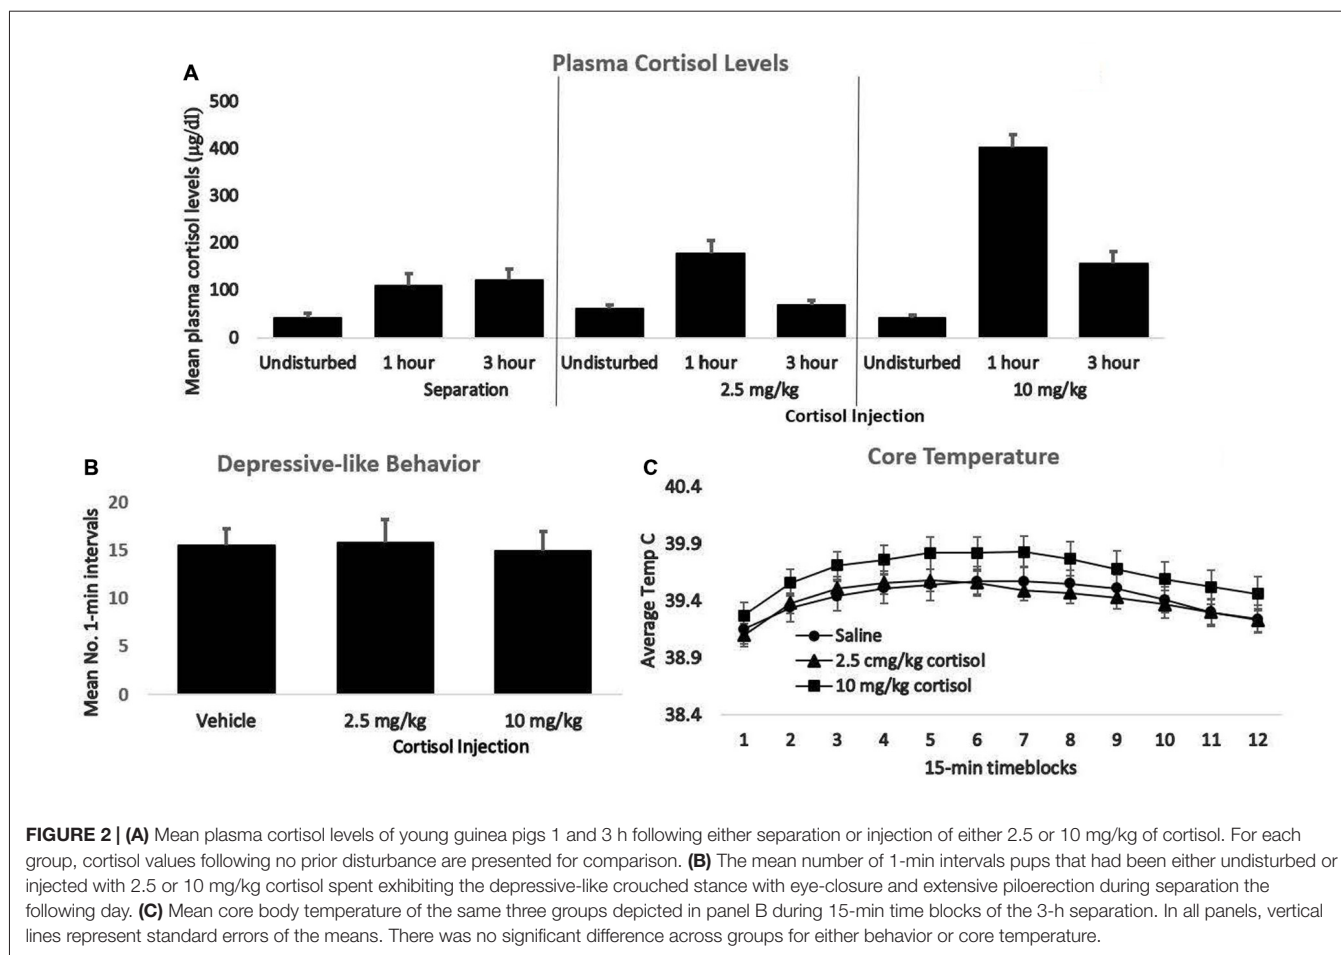 Plasma Cortisol Levels
A
Mean plasma cortisol levels (µg/dl)
500
400
300
200
100
0
Undisturbed 1 hour 3 hour Undisturbed 1 hour 3 hour Undisturbed 1 hour 3 hour
Separation 2.5 mg/kg 10 mg/kg
Cortisol Injection
B
Depressive-like Behavior
Mean No. 1-min intervals
20
15
10
5
0
Vehicle 2.5 mg/kg 10 mg/kg
Cortisol Injection
C
Core Temperature
Average Temp C
40.4
39.9
39.4
38.9
38.4
Saline
2.5 cmg/kg cortisol
10 mg/kg cortisol
1 2 3 4 5 6 7 8 9 10 11 12
15-min timeblocks
FIGURE 2 | (A) Mean plasma cortisol levels of young guinea pigs 1 and 3 h following either separation or injection of either 2.5 or 10 mg/kg of cortisol. For each
group, cortisol values following no prior disturbance are presented for comparison. (B) The mean number of 1-min intervals pups that had been either undisturbed or
injected with 2.5 or 10 mg/kg cortisol spent exhibiting the depressive-like crouched stance with eye-closure and extensive piloerection during separation the
following day. (C) Mean core body temperature of the same three groups depicted in panel B during 15-min time blocks of the 3-h separation. In all panels, vertical
lines represent standard errors of the means. There was no significant difference across groups for either behavior or core temperature.